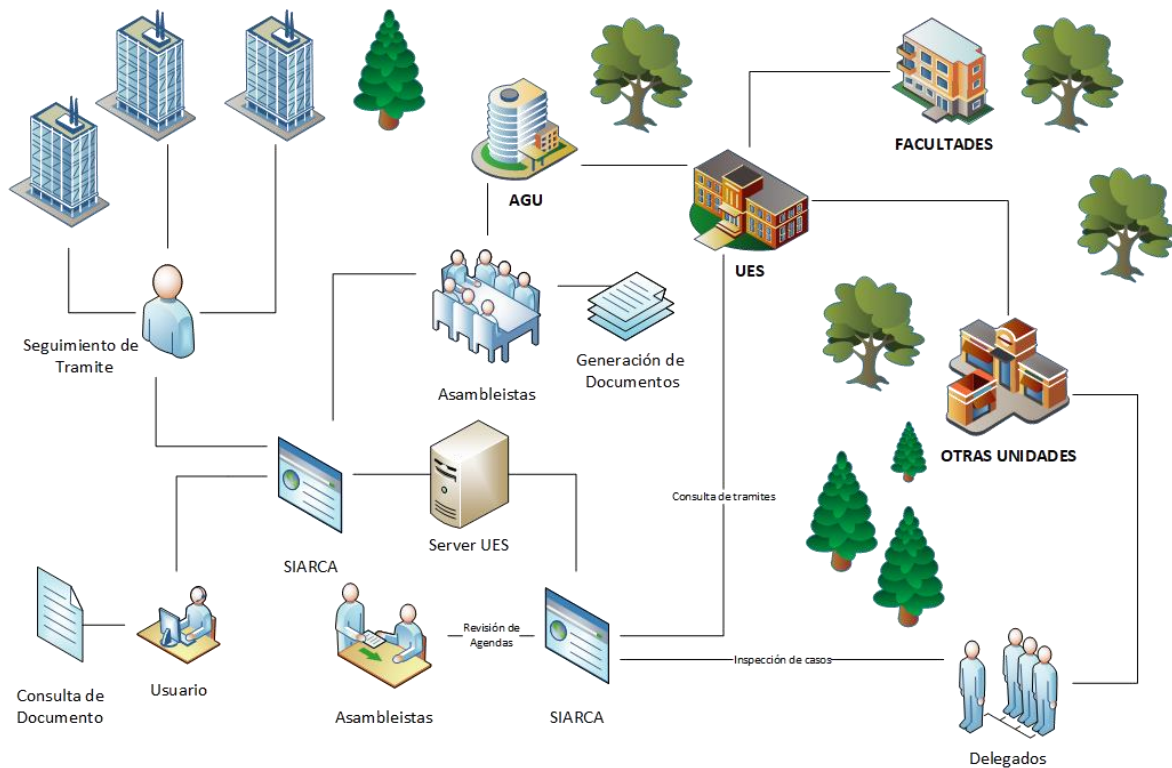 FACULTADES
AGU
UES
Seguimiento de
Tramite
Generación de
Documentos
Asambleistas
OTRAS UNIDADES
Consulta de tramites
Server UES
SIARCA
Revisión de
Agendas
Inspección de casos
Usuario
Consulta de
Documento
Asambleistas
SIARCA
Delegados